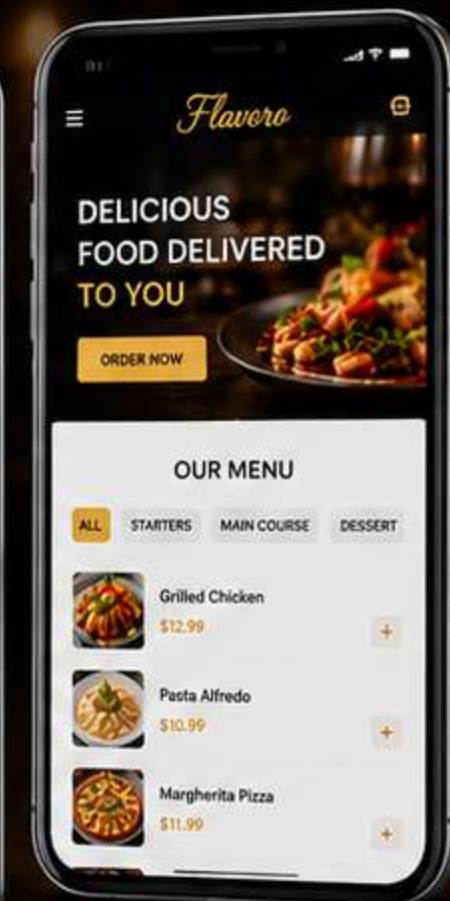 Flavoro
DELICIOUS
FOOD DELIVERED
TO YOU
ORDER NOW
OUR MENU
ALL STARTERS MAIN COURSE DESSERT
Grilled Chicken
$12.99
+
Pasta Alfredo
$10.99
+
Margherita Pizza
$11.99
+